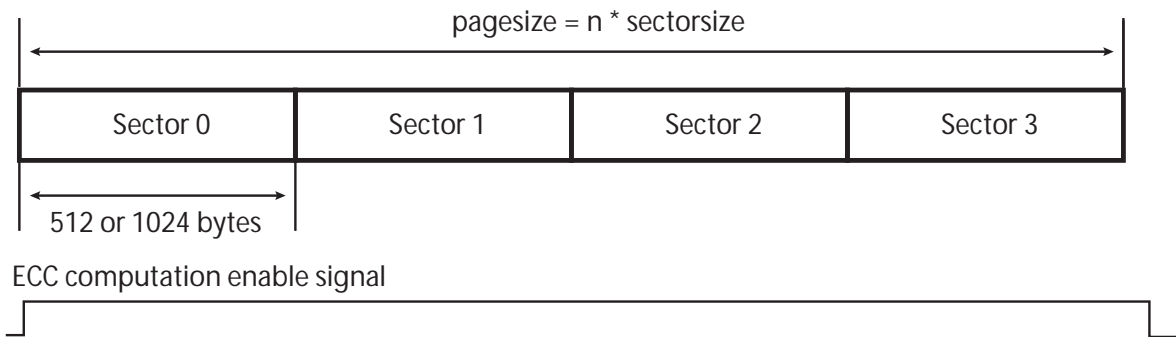 pagesize = n * sectorsize
Sector 0 Sector 1 Sector 2 Sector 3
512 or 1024 bytes
ECC computation enable signal